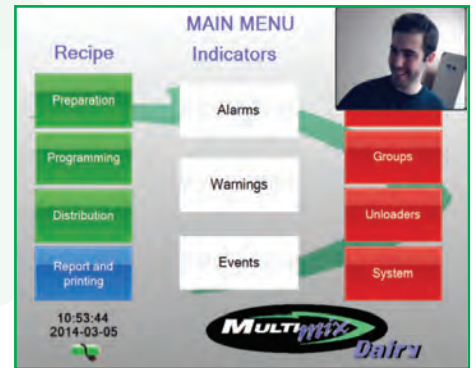 MAIN MENU
Recipe
Indicators
Preparation
Alarms
Programming
Warnings
Groups
Distribution
Unloaders
Report and
printing
Events
System
10:53:44
2014-03-05
MULTIMIX
Dairy